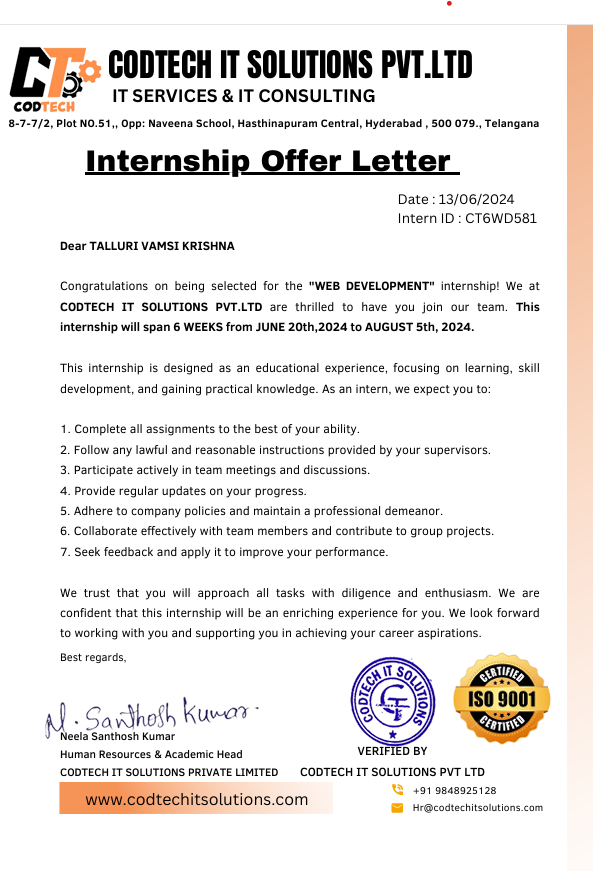 CT
CODTECH
CODTECH IT SOLUTIONS PVT.LTD
IT SERVICES & IT CONSULTING
8-7-7/2, Plot NO.51,, Opp: Naveena School, Hasthinapuram Central, Hyderabad , 500 079., Telangana
Internship Offer Letter
Date : 13/06/2024
Intern ID : CT6WD581
Dear TALLURI VAMSI KRISHNA
Congratulations on being selected for the "WEB DEVELOPMENT" internship! We at
CODTECH IT SOLUTIONS PVT.LTD are thrilled to have you join our team. This
internship will span 6 WEEKS from JUNE 20th,2024 to AUGUST 5th, 2024.
This internship is designed as an educational experience, focusing on learning, skill
development, and gaining practical knowledge. As an intern, we expect you to:
1. Complete all assignments to the best of your ability.
2. Follow any lawful and reasonable instructions provided by your supervisors.
3. Participate actively in team meetings and discussions.
4. Provide regular updates on your progress.
5. Adhere to company policies and maintain a professional demeanor.
6. Collaborate effectively with team members and contribute to group projects.
7. Seek feedback and apply it to improve your performance.
We trust that you will approach all tasks with diligence and enthusiasm. We are
confident that this internship will be an enriching experience for you. We look forward
to working with you and supporting you in achieving your career aspirations.
Best regards,
N. Santhosh Kumar.
Neela Santhosh Kumar
Human Resources & Academic Head
CODTECH IT SOLUTIONS PRIVATE LIMITED
www.codtechitsolutions.com
CODTECH IT SOLUTIONS
CERTIFIED
ISO 9001
CERTIFIED
VERIFIED BY
CODTECH IT SOLUTIONS PVT LTD
+91 9848925128
Hr@codtechitsolutions.com